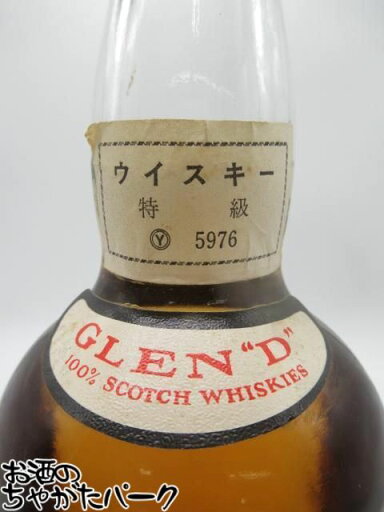 ウイスキー
特級
Ⓨ 5976
GLEN "D"
100% SCOTCH WHISKIES
お酒の
ちゃがたパーク